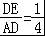 DE/AD = 1/4